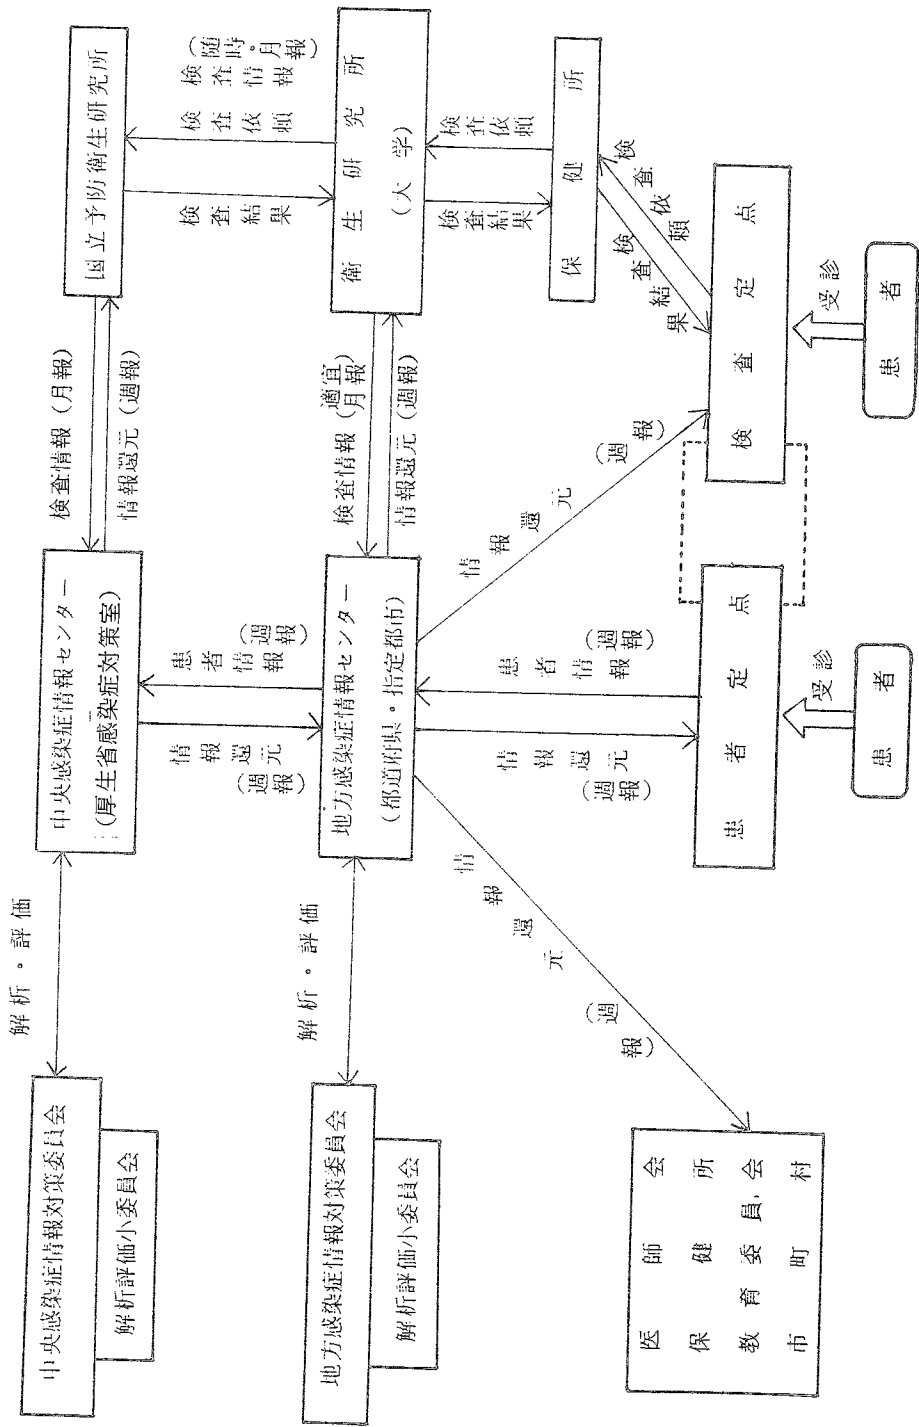 中央感染症情報対策委員会
解析評価小委員会
解析・評価
中央感染症情報センター
(厚生省感染症対策室)
検査情報(月報)
情報還元(週報)
国立予防衛生研究所
情報還元
(週報)
患者情報
(週報)
検査結果
検査依頼
検査情報
(随時・月報)
地方感染症情報対策委員会
解析評価小委員会
解析・評価
地方感染症情報センター
(都道府県・指定都市)
検査情報(適宜月報)
情報還元(週報)
衛生研究所
(大学)
検査結果
検査依頼
保健所
情報還元(週報)
情報還元
(週報)
患者情報
(週報)
情報還元(週報)
検査結果
検査依頼
医師会
保健所
教育委員会
市町村
患者定点
検査定点
受診
受診
患者
患者